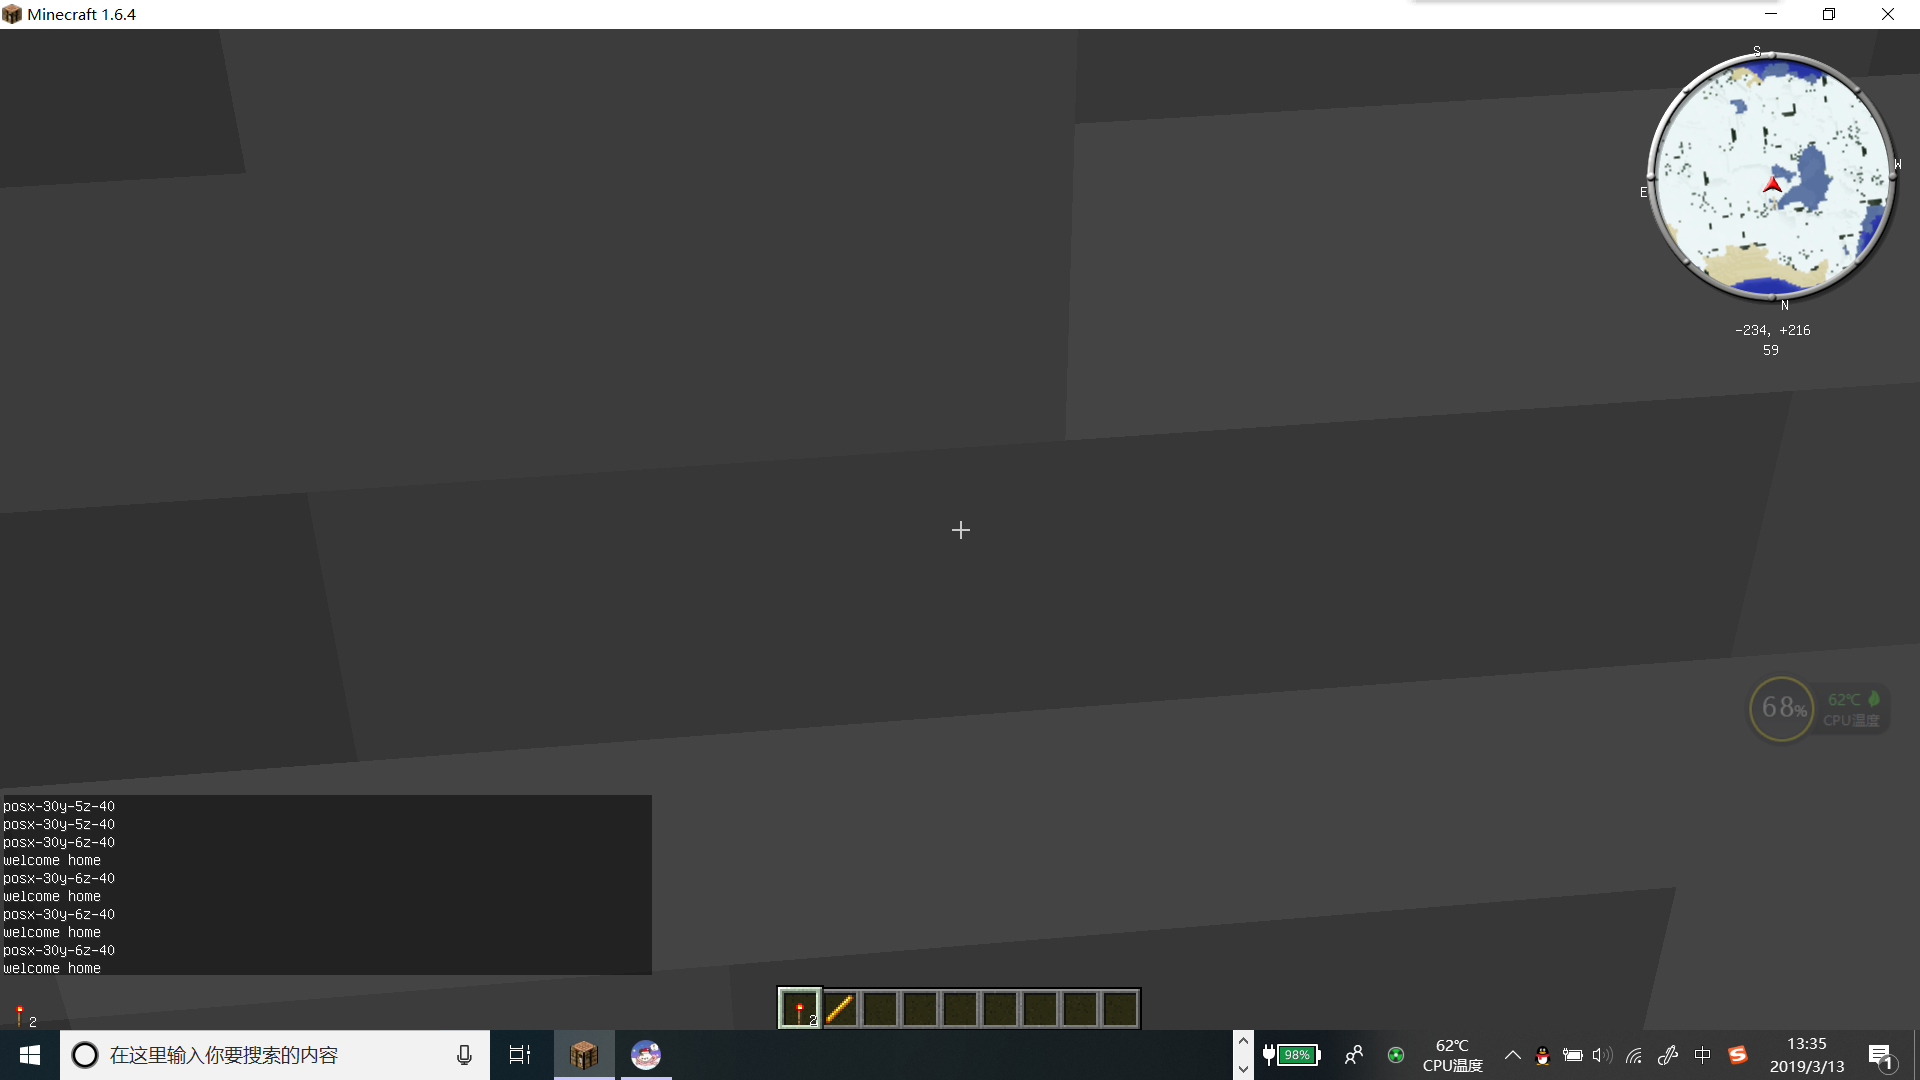 Minecraft 1.6.4
S
W
E
N
-234, +216
59
68%
62℃
CPU温度
posx-30y-5z-40
posx-30y-5z-40
posx-30y-6z-40
welcome home
posx-30y-6z-40
welcome home
posx-30y-6z-40
welcome home
posx-30y-6z-40
welcome home
2
2
在这里输入你要搜索的内容
98%
62℃
CPU温度
中
S
13:35
2019/3/13
1